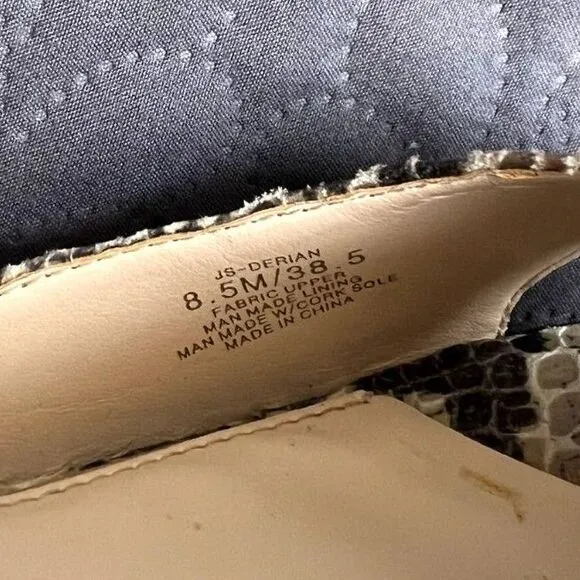 JS-DERIAN
8.5M/38.5
FABRIC UPPER
MAN MADE LINING
MAN MADE W/CORK SOLE
MADE IN CHINA